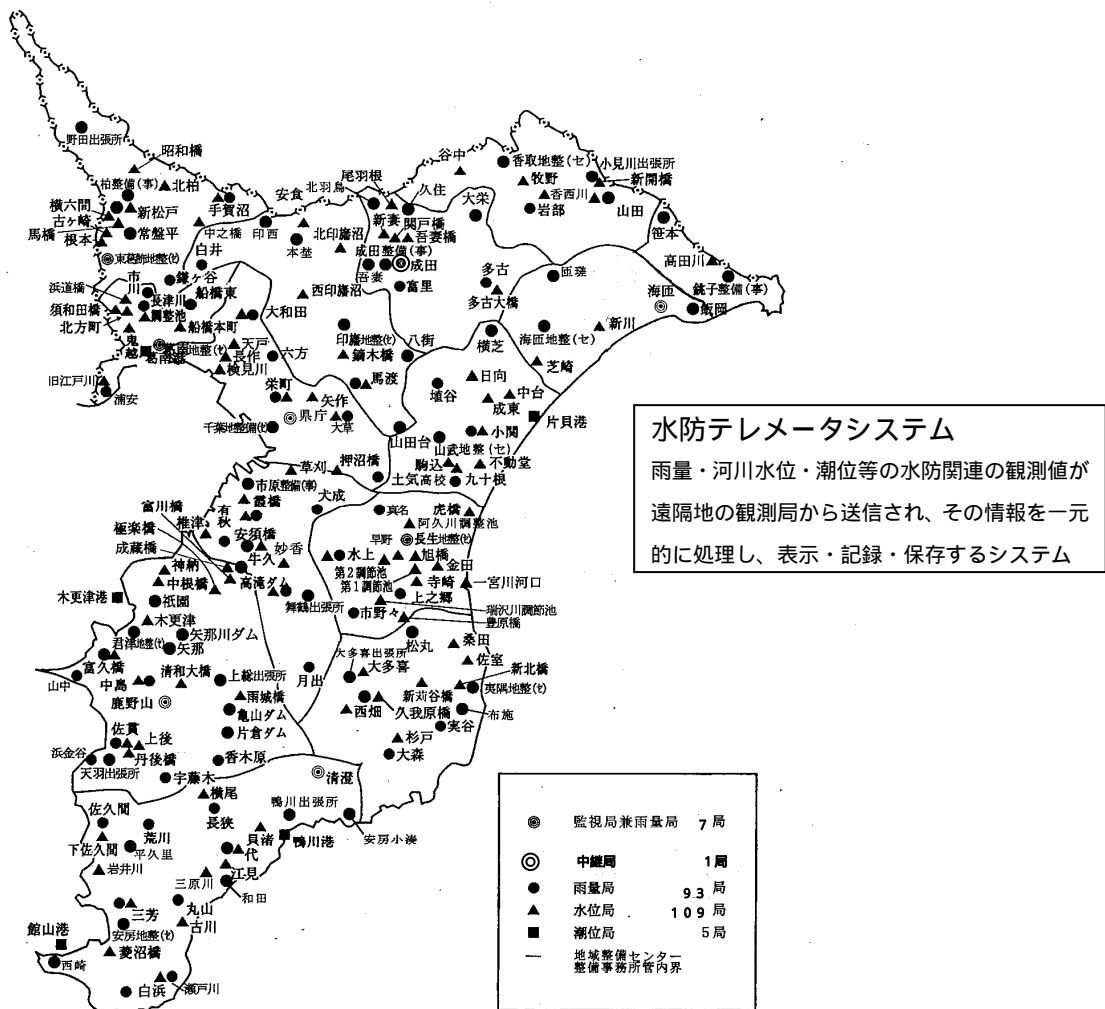 野田出張所
昭和橋
柏整備(事)
北柏
横六間
新松戸
古ヶ崎
馬橋
常盤平
根本
手賀沼
中之橋
印西
安食
北羽鳥
尾羽根
谷中
久住
香取地整(セ)
小見川出張所
牧野
香西川
新開橋
岩部
山田
大栄
笹本
新妻
関戸橋
吾妻橋
本埜
北印旛沼
成田整備(事)
成田
吾妻
富里
多古
多古大橋
匝瑳
高田川
銚子整備(事)
海匝
飯岡
東葛飾地整(セ)
白井
市川
鎌ヶ谷
浜道橋
長津川
調整池
船橋東
須和田橋
北方町
船橋本町
大和田
西印旛沼
鬼越
葛南地整(セ)
葛南港
天戸
長作
検見川
六方
印旛地整(セ)
鏑木橋
八街
横芝
海匝地整(セ)
新川
芝崎
旧江戸川
浦安
栄町
矢作
馬渡
埴谷
日向
中台
成東
片貝港
県庁
大草
千葉地整備(セ)
山田台
山武地整(セ)
小関
駒込
不動堂
土気高校
九十根
水防テレメータシステム
雨量・河川水位・潮位等の水防関連の観測値が
遠隔地の観測局から送信され、その情報を一元
的に処理し、表示・記録・保存するシステム
草刈
押沼橋
市原整備(事)
犬成
富川橋
有秋
霞橋
真名
虎橋
極楽橋
椎津
安須橋
阿久川調整池
成蔵橋
牛久
妙香
早野
長生地整(セ)
神納
水上
旭橋
中根橋
高滝ダム
第2調節池
金田
第1調節池
寺崎
宮川河口
木更津港
祇園
舞鶴出張所
上之郷
瑞沢川調節池
市野々
豊原橋
木更津
矢那川ダム
君津地整(セ)
矢那
松丸
桑田
富久橋
清和大橋
大多喜出張所
大多喜
佐室
山中
中島
上総出張所
月出
新北橋
夷隅地整(セ)
鹿野山
雨城橋
新苅谷橋
亀山ダム
西畑
久我原橋
布施
佐貫
上後
片倉ダム
実谷
杉戸
浜金谷
丹後橋
天羽出張所
香木原
大森
宇藤木
清澄
横尾
佐久間
長狭
鴨川出張所
荒川
安房小湊
下佐久間
平久里
貝渚
鴨川港
岩井川
代
三原川
江見
和田
三芳
丸山
安房地整(セ)
古川
館山港
菱沼橋
西崎
瀬戸川
白浜
監視局兼雨量局 7局
中継局 1局
雨量局 93局
水位局 109局
潮位局 5局
地域整備センター
整備事務所管内界